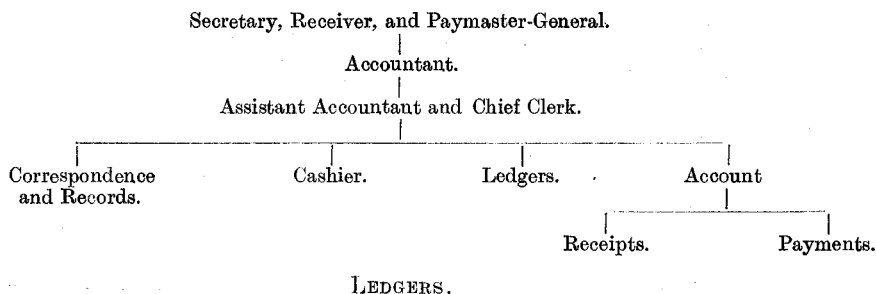 Secretary, Receiver, and Paymaster-General.
Accountant.
Assistant Accountant and Chief Clerk.
Correspondence and Records.
Cashier.
Ledgers.
Account
Receipts.
Payments.
LEDGERS.